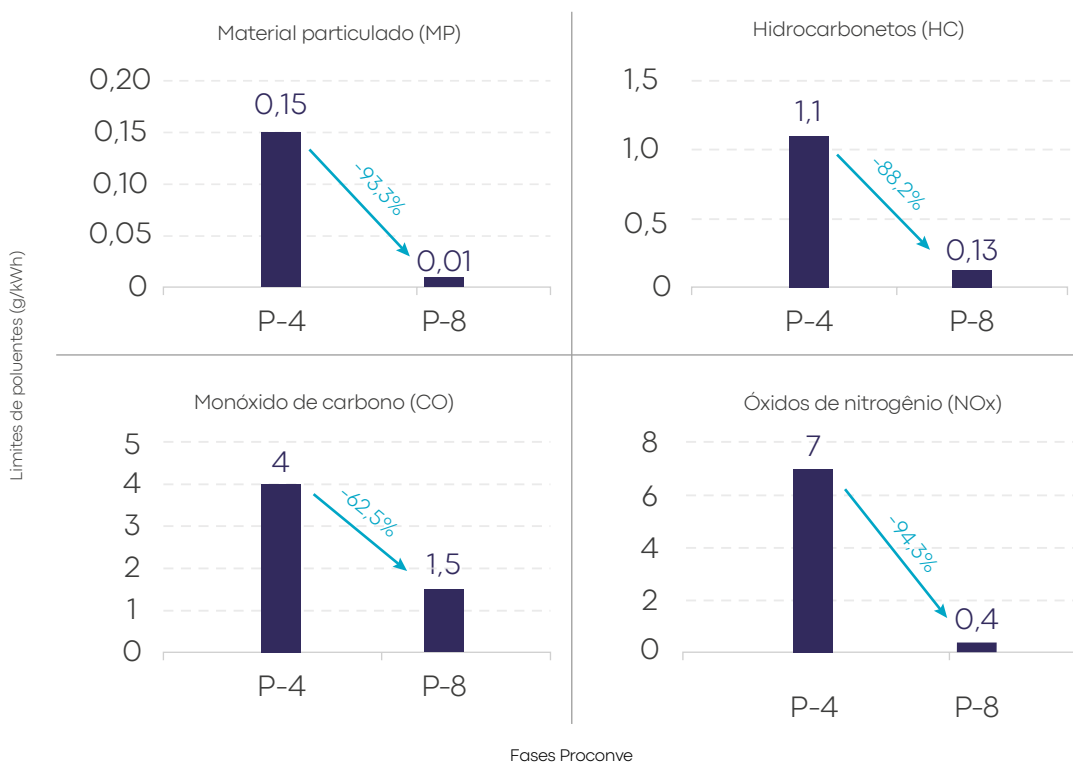 Limites de poluentes (g/kWh)
Material particulado (MP)
0,20
0,15
0,10
0,05
0
0,15
-93,3%
0,01
P-4
P-8
Hidrocarbonetos (HC)
1,5
1,0
0,5
0
1,1
-88,2%
0,13
P-4
P-8
Monóxido de carbono (CO)
5
4
3
2
1
0
4
-62,5%
1,5
P-4
P-8
Óxidos de nitrogênio (NOx)
8
6
4
2
0
7
-94,3%
0,4
P-4
P-8
Fases Proconve